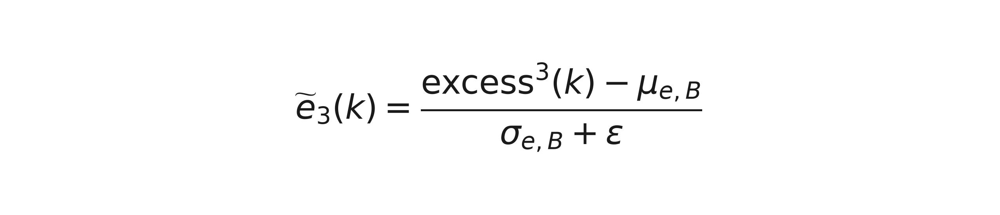 ẽ₃(k) = (excess³(k) − μ_{e,B}) / (σ_{e,B} + ε)